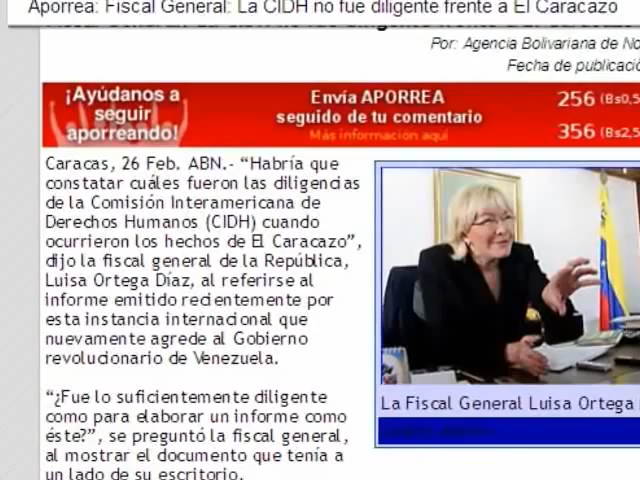 Aporrea: Fiscal General: La CIDH no fue diligente frente a El Caracazo
Por: Agencia Bolivariana de No
Fecha de publicació
¡Ayúdanos a
seguir
aporreando!
Envía APORREA
seguido de tu comentario
Más información aquí
256 (Bs0,5
356 (Bs2,5
Caracas, 26 Feb. ABN.- “Habría que
constatar cuáles fueron las diligencias
de la Comisión Interamericana de
Derechos Humanos (CIDH) cuando
ocurrieron los hechos de El Caracazo”,
dijo la fiscal general de la República,
Luisa Ortega Díaz, al referirse al
informe emitido recientemente por
esta instancia internacional que
nuevamente agrede al Gobierno
revolucionario de Venezuela.
“¿Fue lo suficientemente diligente
como para elaborar un informe como
éste?”, se preguntó la fiscal general,
al mostrar el documento que tenía a
un lado de su escritorio.
La Fiscal General Luisa Ortega